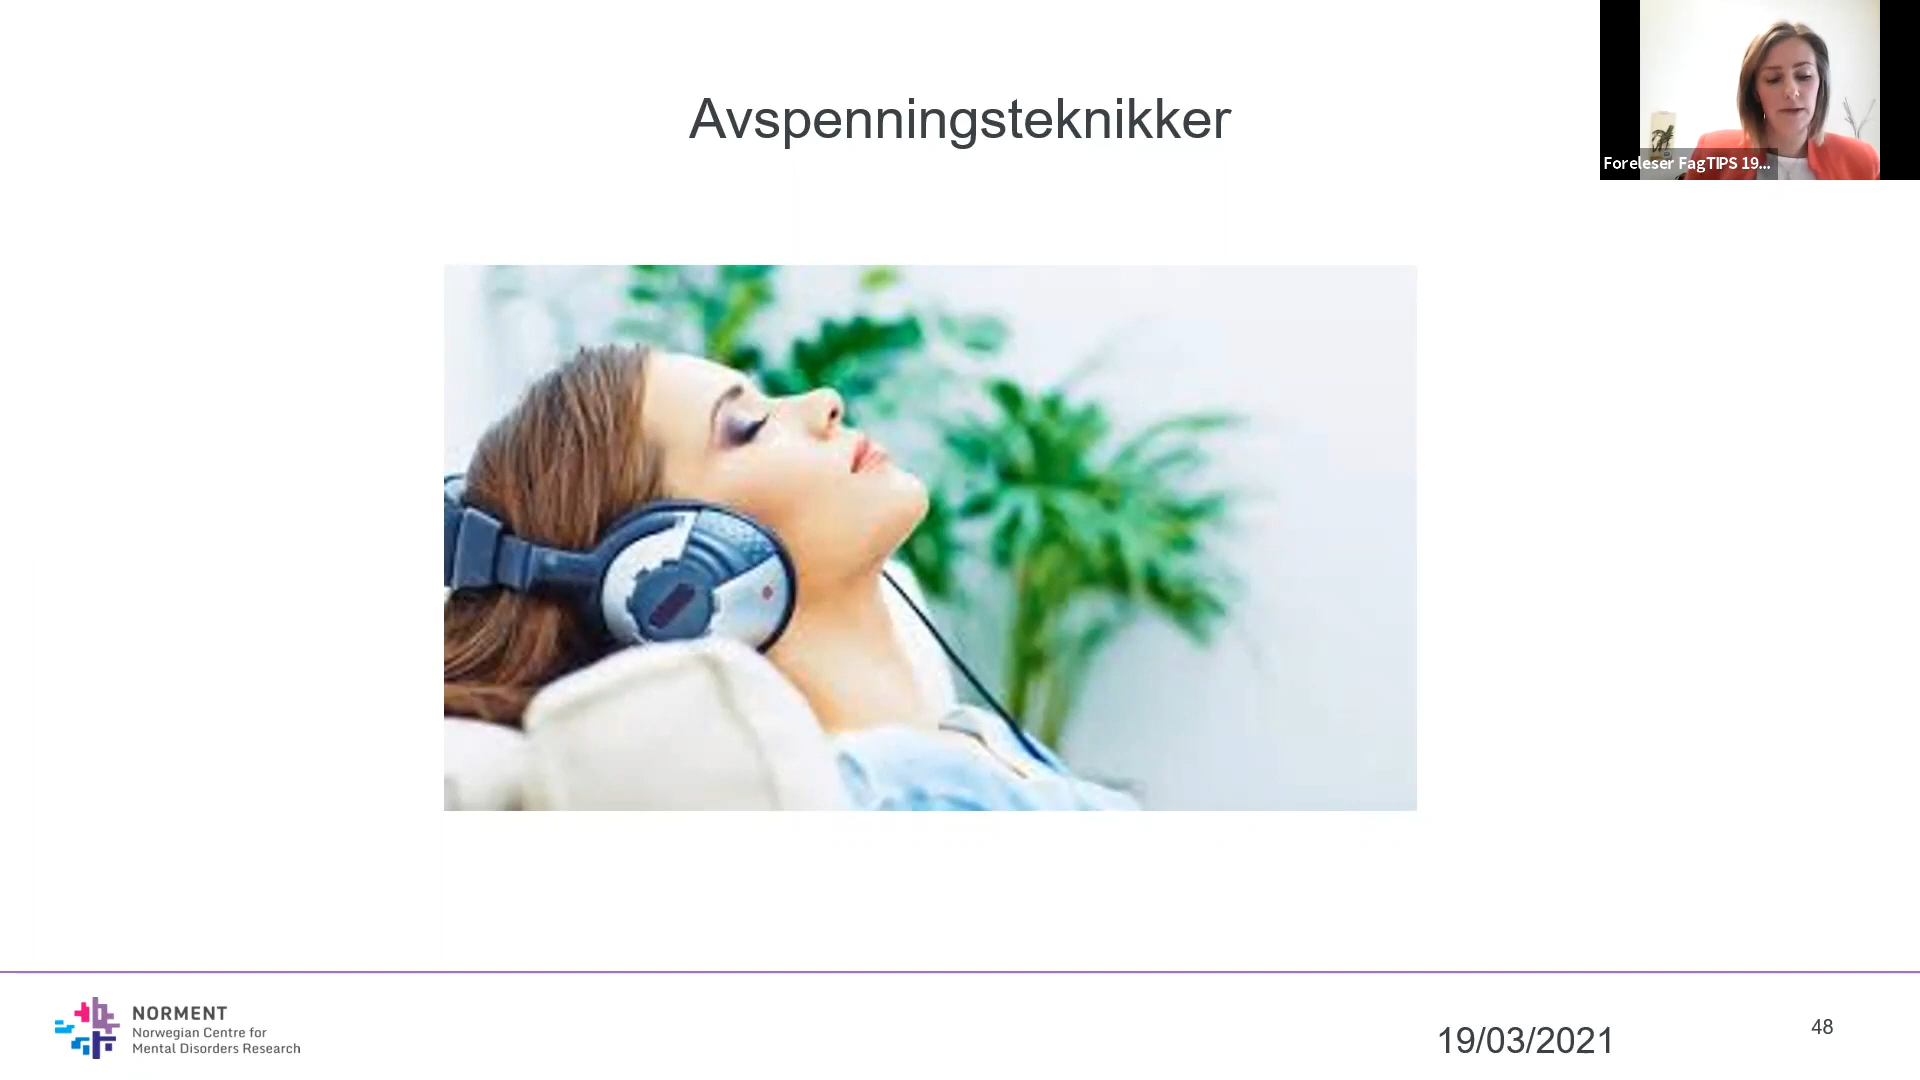 Avspenningsteknikker
Foreleser FagTIPS 19...
NORMENT
Norwegian Centre for
Mental Disorders Research
19/03/2021
48